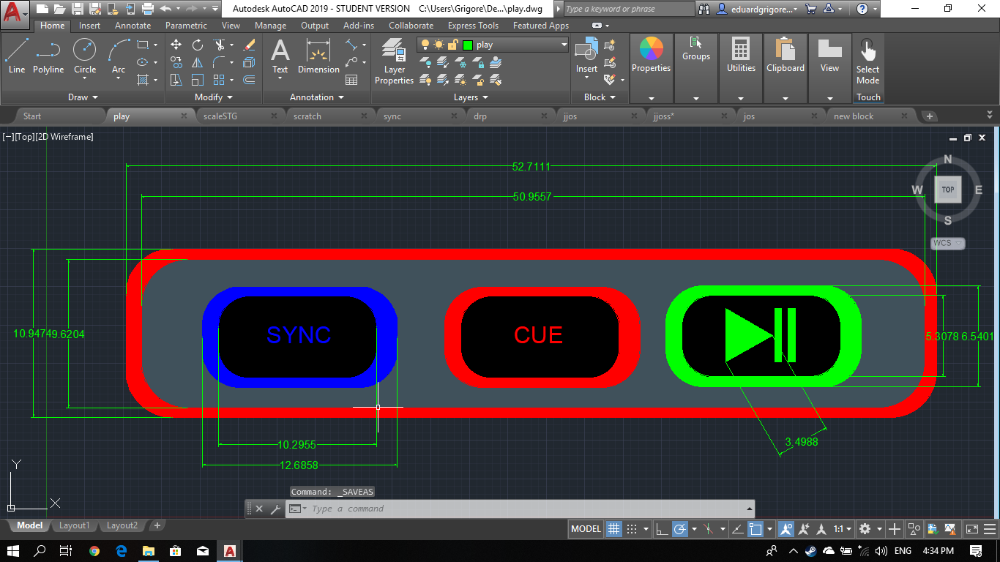 Autodesk AutoCAD 2019 - STUDENT VERSION C:\Users\Grigore\De...\play.dwg Type a keyword or phrase eduardgrigore...
Home Insert Annotate Parametric View Manage Output Add-ins Collaborate Express Tools Featured Apps
play
Line Polyline Circle Arc Text Dimension Layer Properties Insert Properties Groups Utilities Clipboard View Select Mode
Draw Modify Annotation Layers Block Touch
Start play scaleSTG scratch sync drp jjos jjoss* jos new block
[−][Top][2D Wireframe]
N
W TOP E
S
WCS
52.7111
50.9557
10.9474 9.6204
SYNC CUE
5.3078 6.5401
3.4988
10.2955
12.6858
Y
X
Command: _SAVEAS
Type a command
Model Layout1 Layout2
MODEL 1:1
ENG 4:34 PM